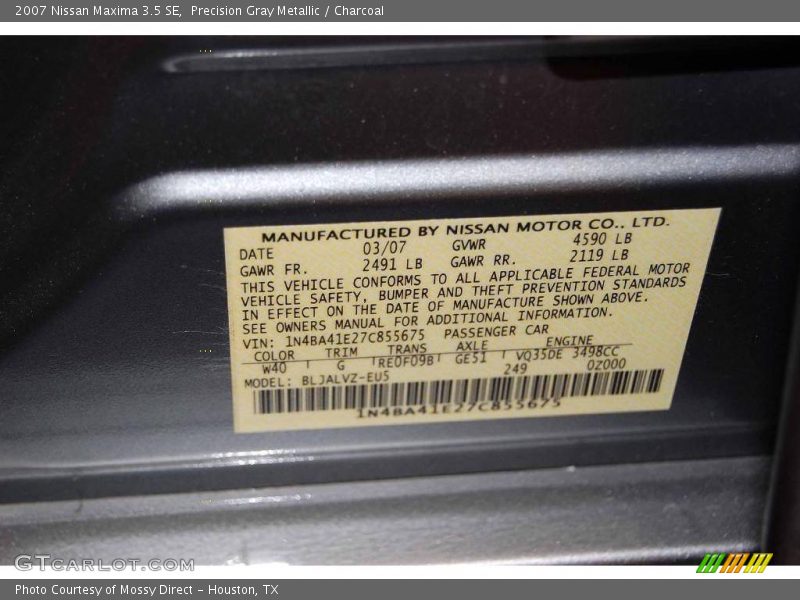 2007 Nissan Maxima 3.5 SE, Precision Gray Metallic / Charcoal
MANUFACTURED BY NISSAN MOTOR CO., LTD.
DATE 03/07 GVWR 4590 LB
GAWR FR. 2491 LB GAWR RR. 2119 LB
THIS VEHICLE CONFORMS TO ALL APPLICABLE FEDERAL MOTOR
VEHICLE SAFETY, BUMPER AND THEFT PREVENTION STANDARDS
IN EFFECT ON THE DATE OF MANUFACTURE SHOWN ABOVE.
SEE OWNERS MANUAL FOR ADDITIONAL INFORMATION.
VIN: 1N4BA41E27C855675 PASSENGER CAR
COLOR TRIM TRANS AXLE ENGINE
W40 G RE0F09B GE51 VQ35DE 3498CC
249 0Z000
MODEL: BLJALVZ-EU5
1N4BA41E27C855675
GTCARLOT.COM
Photo Courtesy of Mossy Direct – Houston, TX